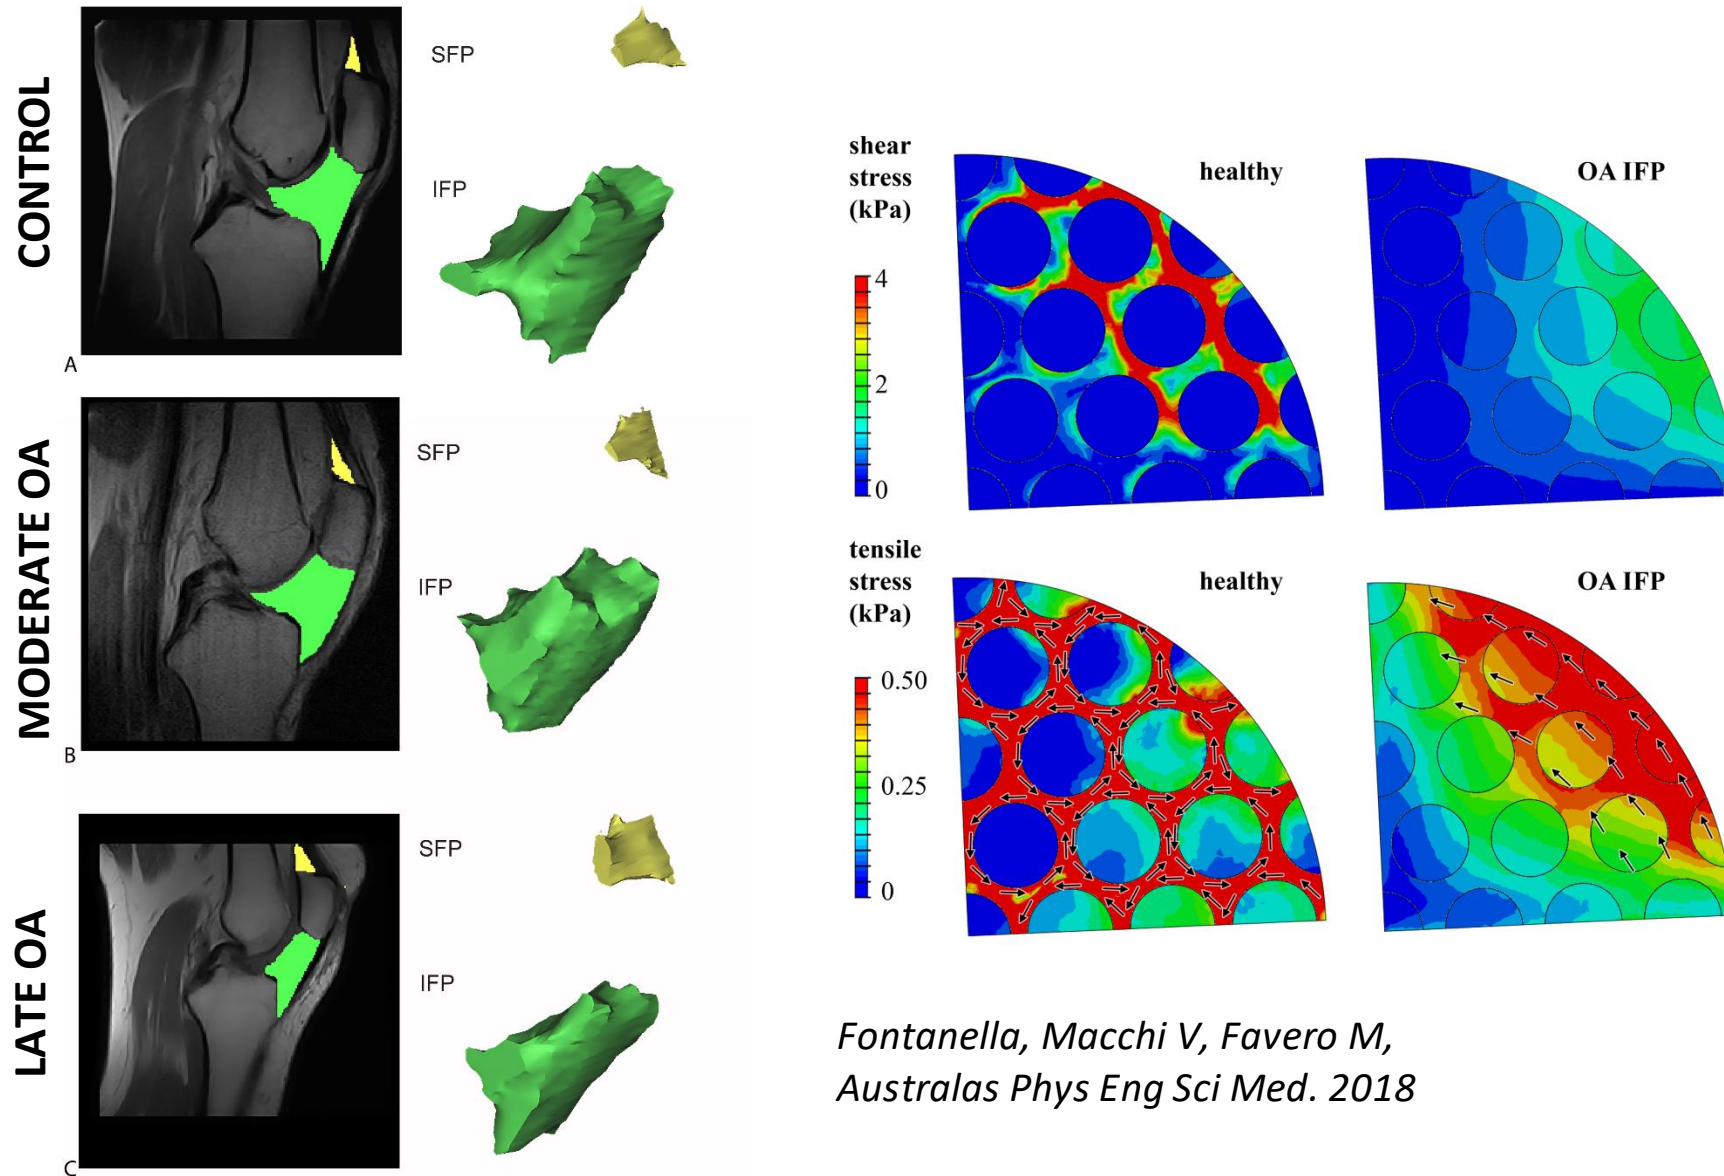 CONTROL
SFP
IFP
A
MODERATE OA
SFP
IFP
B
LATE OA
SFP
IFP
C
shear
stress
(kPa)
healthy
OA IFP
4
2
0
tensile
stress
(kPa)
healthy
OA IFP
0.50
0.25
0
Fontanella, Macchi V, Favero M,
Australas Phys Eng Sci Med. 2018